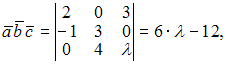 a̅ b̅ c̅ = | 2 0 3 |
| -1 3 0 | = 6 · λ − 12,
| 0 4 λ |